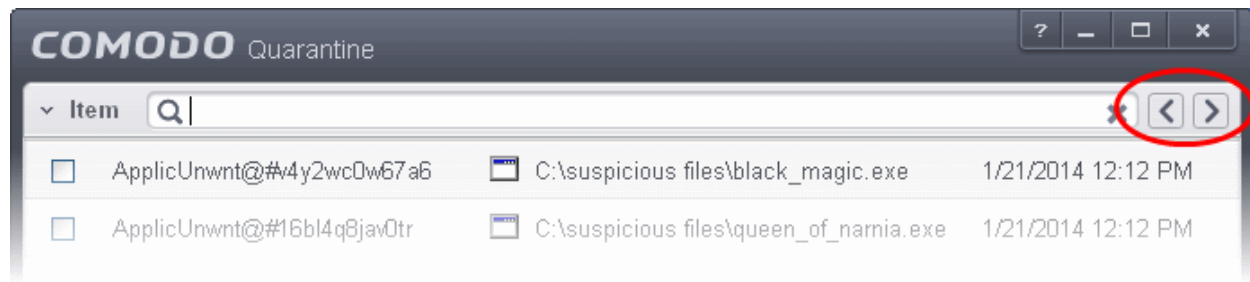 COMODO Quarantine
?
Item
ApplicUnwnt@#v4y2wc0w67a6 C:\suspicious files\black_magic.exe 1/21/2014 12:12 PM
ApplicUnwnt@#16bl4q8jav0tr C:\suspicious files\queen_of_narnia.exe 1/21/2014 12:12 PM